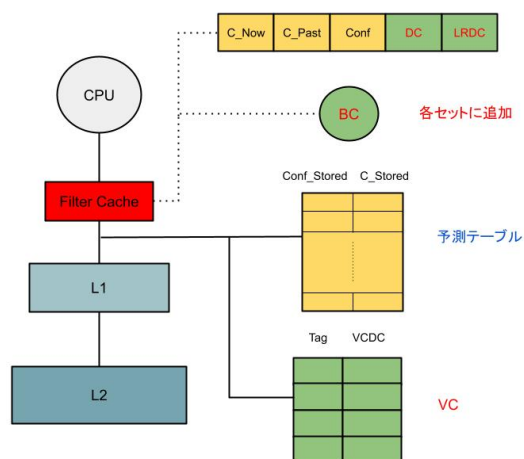 C_Now C_Past Conf DC LRDC
CPU
BC
各セットに追加
Conf_Stored C_Stored
Filter Cache
予測テーブル
L1
Tag VCDC
L2
VC